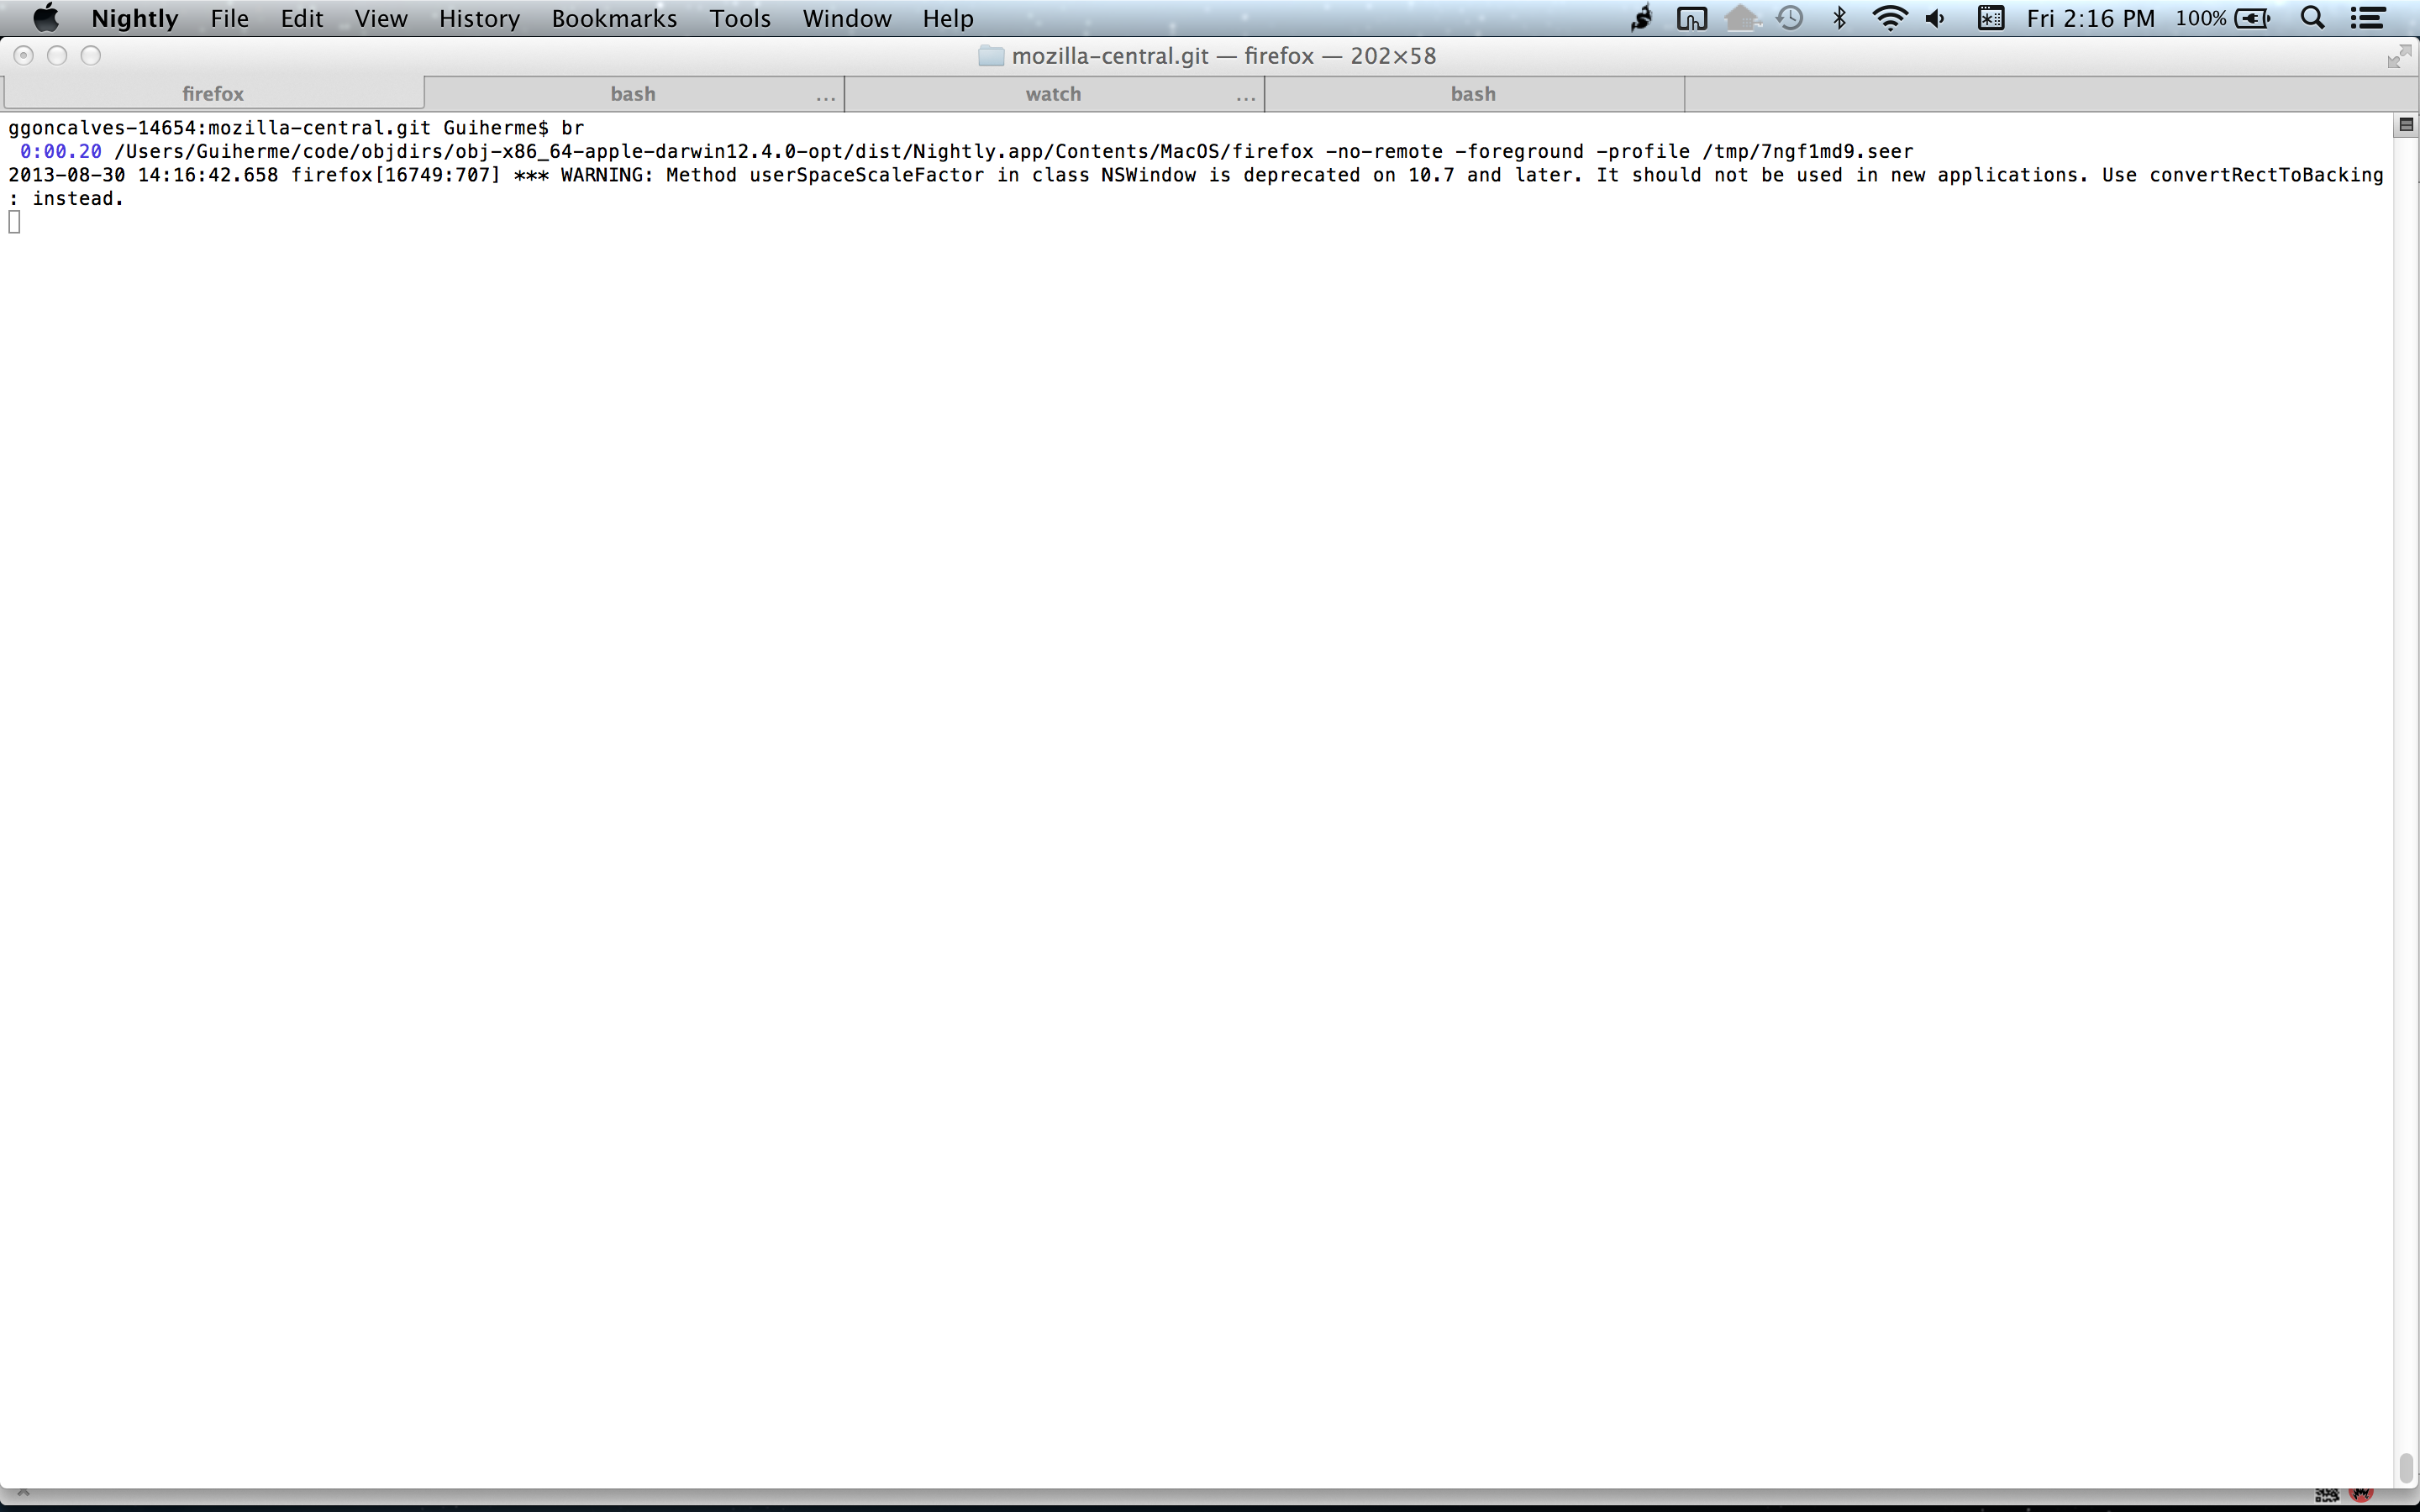 Nightly File Edit View History Bookmarks Tools Window Help Fri 2:16 PM 100%
mozilla-central.git — firefox — 202×58
firefox bash ... watch ... bash
ggoncalves-14654:mozilla-central.git Guiherme$ br
0:00.20 /Users/Guiherme/code/objdirs/obj-x86_64-apple-darwin12.4.0-opt/dist/Nightly.app/Contents/MacOS/firefox -no-remote -foreground -profile /tmp/7ngf1md9.seer
2013-08-30 14:16:42.658 firefox[16749:707] *** WARNING: Method userSpaceScaleFactor in class NSWindow is deprecated on 10.7 and later. It should not be used in new applications. Use convertRectToBacking
: instead.